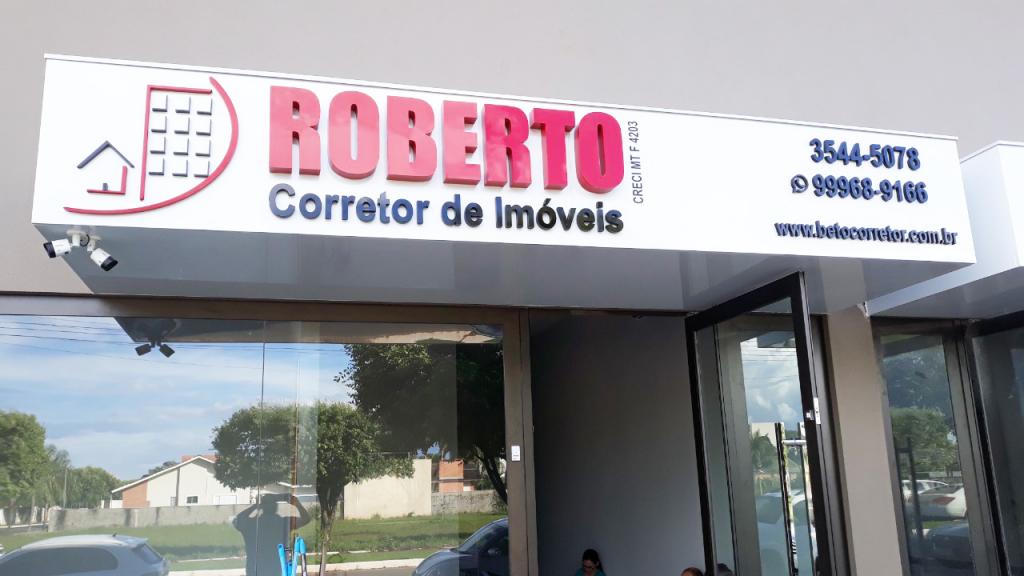 ROBERTO
Corretor de Imóveis
CRECI MT F 4203
3544-5078
99968-9166
www.betocorretor.com.br